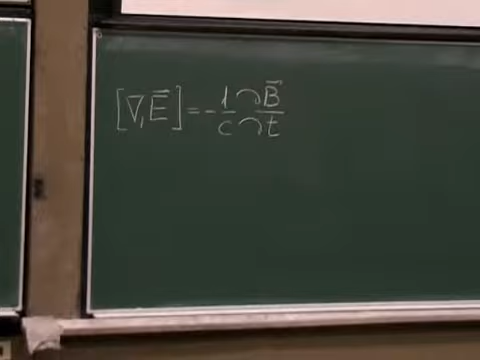 [∇, E⃗] = - 1/c ∂B⃗/∂t